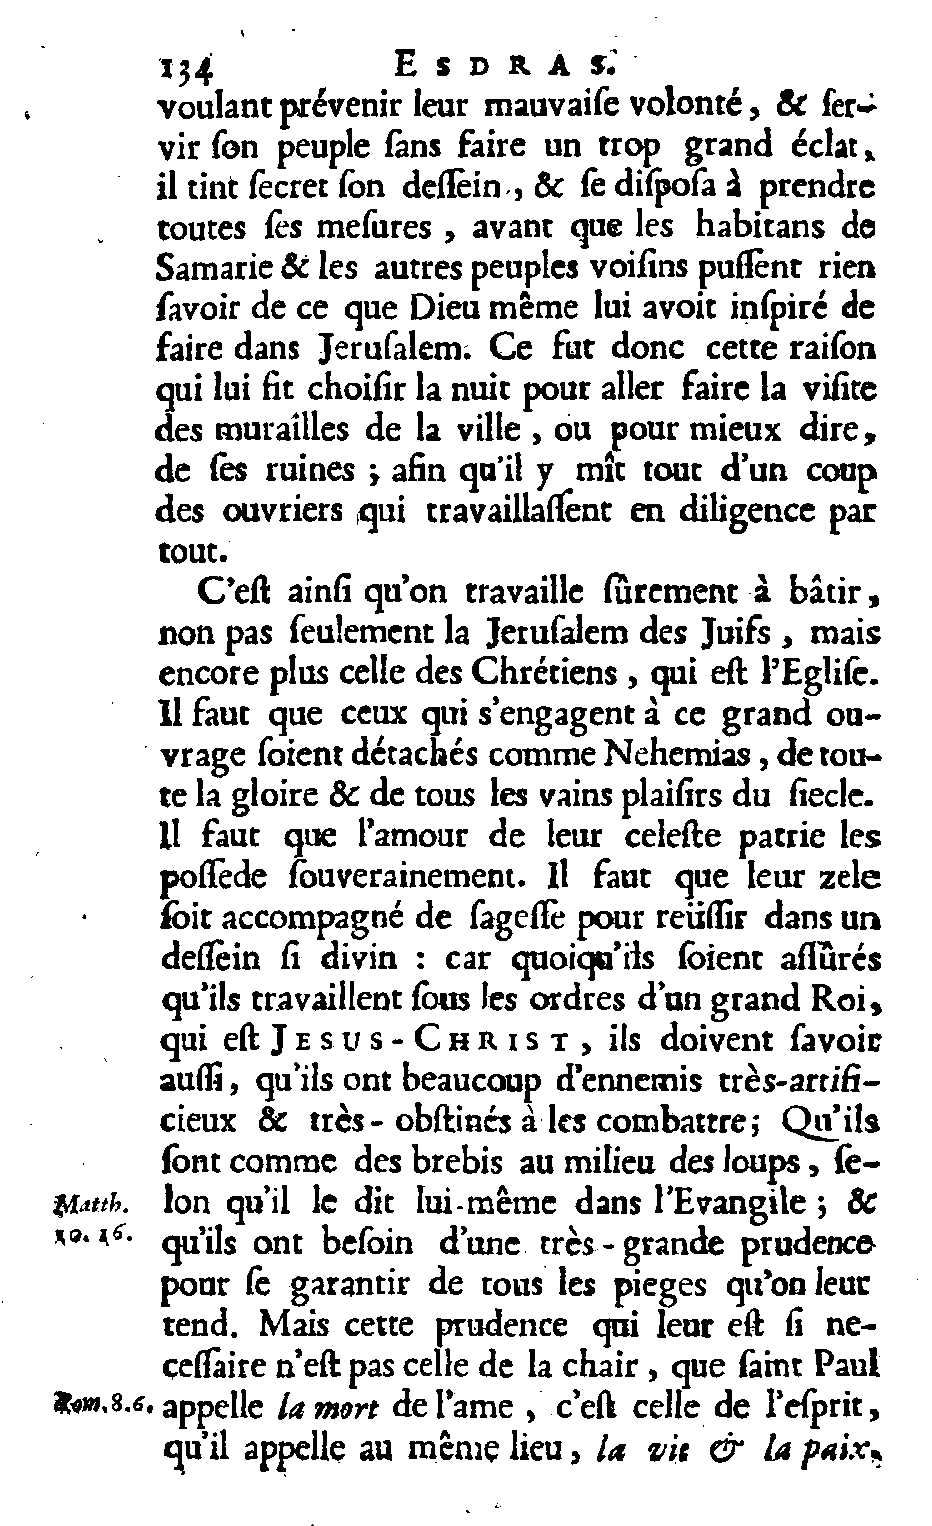 134 ESDRAS.
voulant prévenir leur mauvaiſe volonté, & ſer-
vir ſon peuple ſans faire un trop grand éclat,
il tint ſecret ſon deſſein, & ſe diſpoſa à prendre
toutes ſes meſures, avant que les habitans de
Samarie & les autres peuples voiſins puſſent rien
ſavoir de ce que Dieu même lui avoit inſpiré de
faire dans Jeruſalem. Ce fut donc cette raiſon
qui lui fit choiſir la nuit pour aller faire la viſite
des murailles de la ville, ou pour mieux dire,
de ſes ruines ; afin qu'il y mît tout d'un coup
des ouvriers qui travaillaſſent en diligence par
tout.
C'eſt ainſi qu'on travaille ſûrement à bâtir,
non pas ſeulement la Jeruſalem des Juifs, mais
encore plus celle des Chrétiens, qui eſt l'Egliſe.
Il faut que ceux qui s'engagent à ce grand ou-
vrage ſoient détachés comme Nehemias, de tou-
te la gloire & de tous les vains plaiſirs du ſiecle.
Il faut que l'amour de leur celeſte patrie les
poſſede ſouverainement. Il faut que leur zele
ſoit accompagné de ſageſſe pour reüſſir dans un
deſſein ſi divin : car quoiqu'ils ſoient aſſûrés
qu'ils travaillent ſous les ordres d'un grand Roi,
qui eſt JESUS-CHRIST, ils doivent ſavoir
auſſi, qu'ils ont beaucoup d'ennemis très-artifi-
cieux & très-obſtinés à les combattre; Qu'ils
ſont comme des brebis au milieu des loups, ſe-
Matth. lon qu'il le dit lui-même dans l'Evangile ; &
10. 16. qu'ils ont beſoin d'une très-grande prudence
pour ſe garantir de tous les pieges qu'on leur
tend. Mais cette prudence qui leur eſt ſi ne-
ceſſaire n'eſt pas celle de la chair, que ſaint Paul
Rom. 8. 6. appelle la mort de l'ame, c'eſt celle de l'eſprit,
qu'il appelle au même lieu, la vie & la paix,